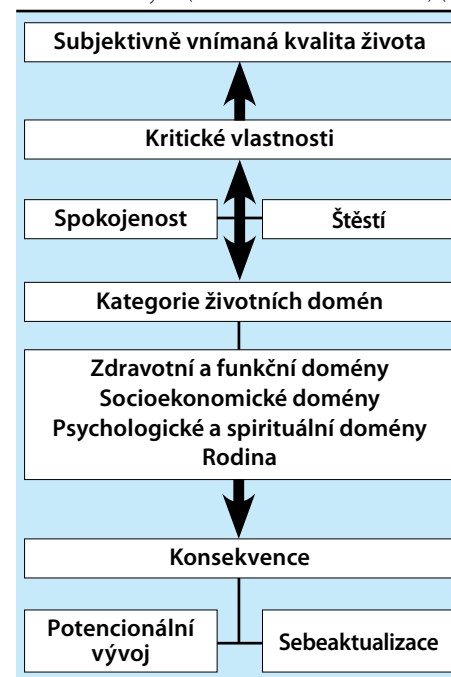 Subjektivně vnímaná kvalita života
Kritické vlastnosti
Spokojenost
Štěstí
Kategorie životních domén
Zdravotní a funkční domény
Socioekonomické domény
Psychologické a spirituální domény
Rodina
Konsekvence
Potencionální
vývoj
Sebeaktualizace